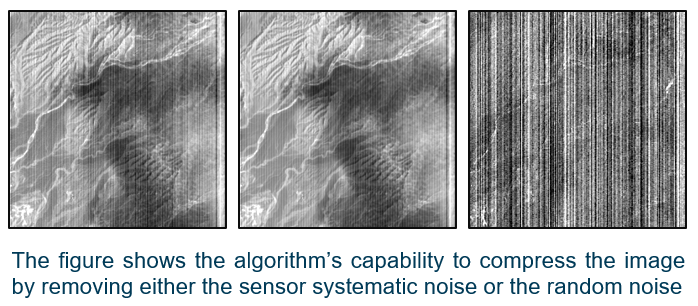 The figure shows the algorithm's capability to compress the image
by removing either the sensor systematic noise or the random noise